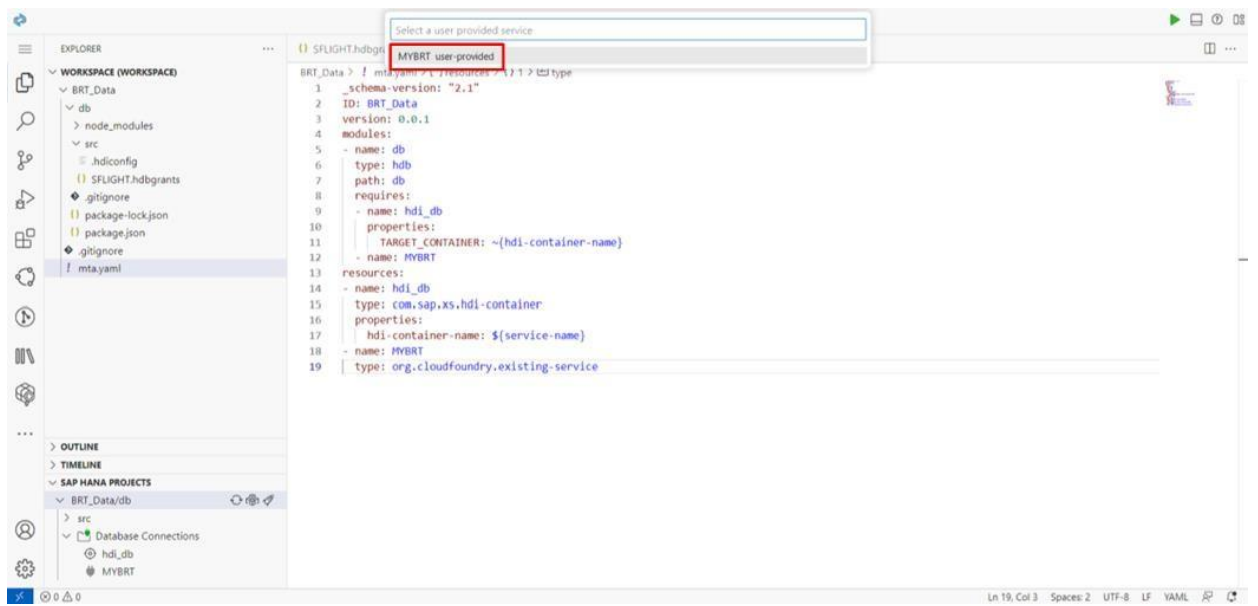 Select a user provided service
MYBRT user-provided
EXPLORER
WORKSPACE (WORKSPACE)
BRT_Data
db
node_modules
src
.hdiconfig
SFLIGHT.hdbgrants
.gitignore
package-lock.json
package.json
.gitignore
mta.yaml
OUTLINE
TIMELINE
SAP HANA PROJECTS
BRT_Data/db
src
Database Connections
hdi_db
MYBRT
{} SFLIGHT.hdbgr
BRT_Data > ! mta.yaml > [ ] resources > {} 1 > type
1 _schema-version: "2.1"
2 ID: BRT_Data
3 version: 0.0.1
4 modules:
5 - name: db
6 type: hdb
7 path: db
8 requires:
9 - name: hdi_db
10 properties:
11 TARGET_CONTAINER: ~{hdi-container-name}
12 - name: MYBRT
13 resources:
14 - name: hdi_db
15 type: com.sap.xs.hdi-container
16 properties:
17 hdi-container-name: ${service-name}
18 - name: MYBRT
19 type: org.cloudfoundry.existing-service
0 0 Ln 19, Col 3 Spaces: 2 UTF-8 LF YAML